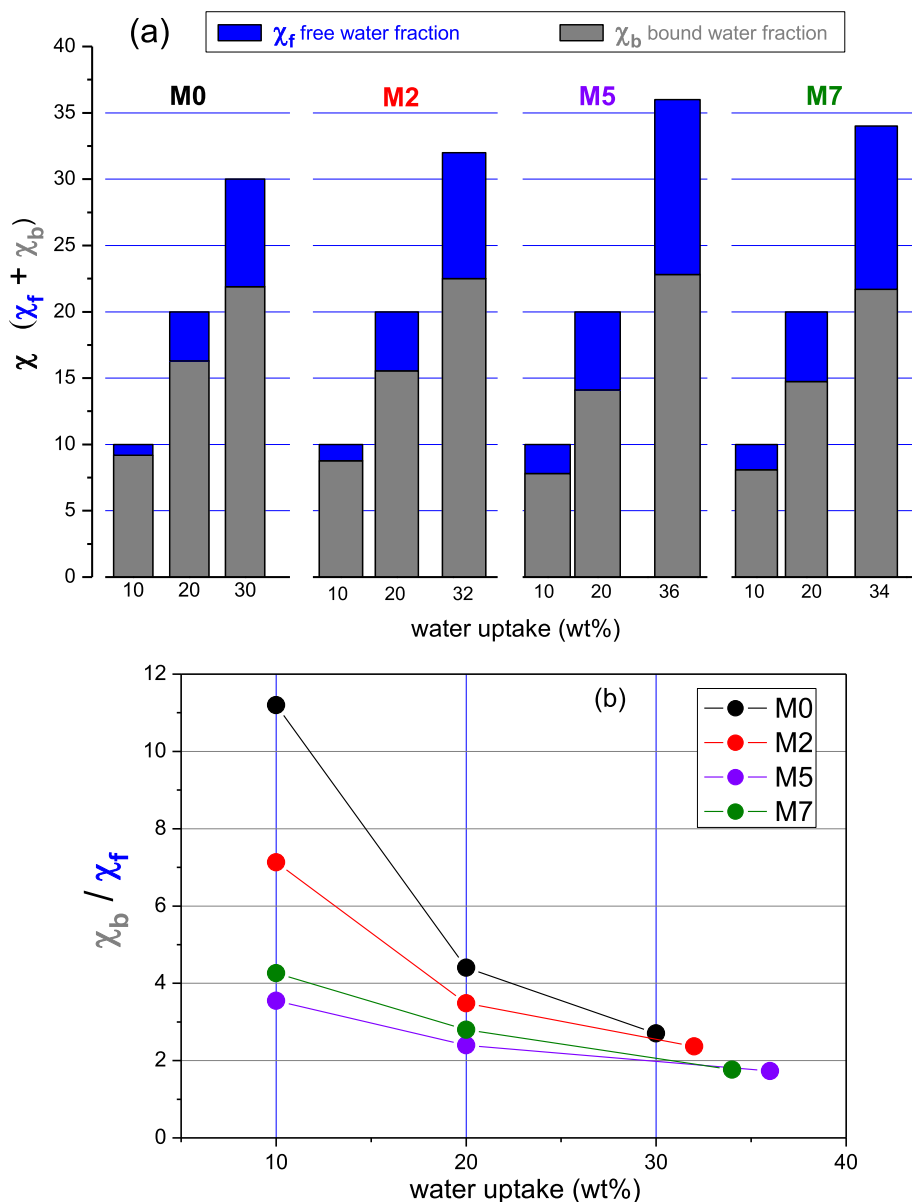 (a)
χf free water fraction χb bound water fraction
M0 M2 M5 M7
40
35
30
25
20
15
10
5
0
χ (χf + χb)
10 20 30 10 20 32 10 20 36 10 20 34
water uptake (wt%)
(b)
M0
M2
M5
M7
12
10
8
6
4
2
0
χb / χf
10 20 30 40
water uptake (wt%)